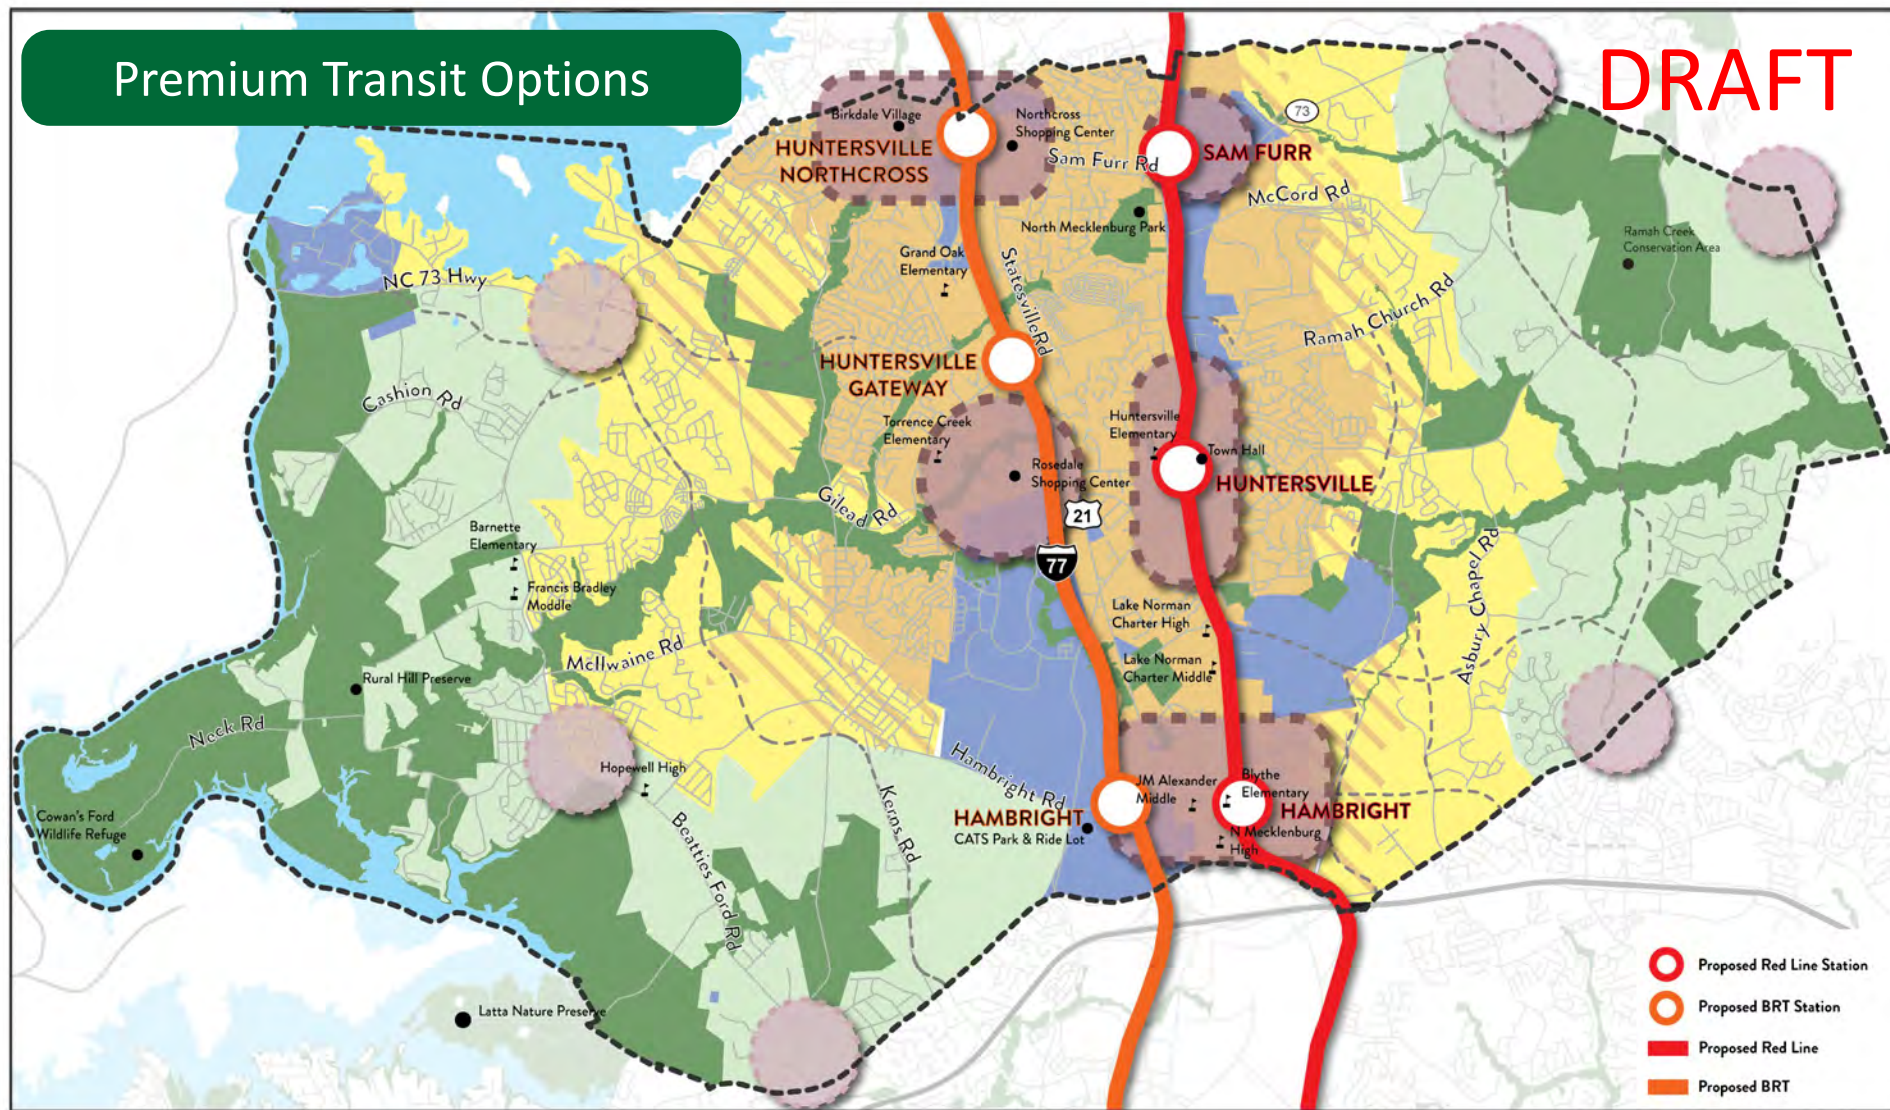 Premium Transit Options
DRAFT
Birkdale Village
Northcross
Shopping Center
HUNTERSVILLE
NORTHCROSS
Sam Furr Rd
SAM FURR
73
McCord Rd
North Mecklenburg Park
Ramah Creek
Conservation Area
NC 73 Hwy
Grand Oak
Elementary
Statesville Rd
Ramah Church Rd
HUNTERSVILLE
GATEWAY
Cashion Rd
Torrence Creek
Elementary
Huntersville
Elementary
Town Hall
Rosedale
Shopping Center
HUNTERSVILLE
Gilead Rd
21
77
Barnette
Elementary
Francis Bradley
Moddle
Asbury Chapel Rd
Lake Norman
Charter High
McIlwaine Rd
Lake Norman
Charter Middle
Rural Hill Preserve
Neck Rd
Hopewell High
Hambright Rd
JM Alexander
Middle
Blythe
Elementary
HAMBRIGHT
CATS Park & Ride Lot
HAMBRIGHT
N Mecklenburg
High
Cowan's Ford
Wildlife Refuge
Beatties Ford Rd
Kerns Rd
Latta Nature Preserve
Proposed Red Line Station
Proposed BRT Station
Proposed Red Line
Proposed BRT